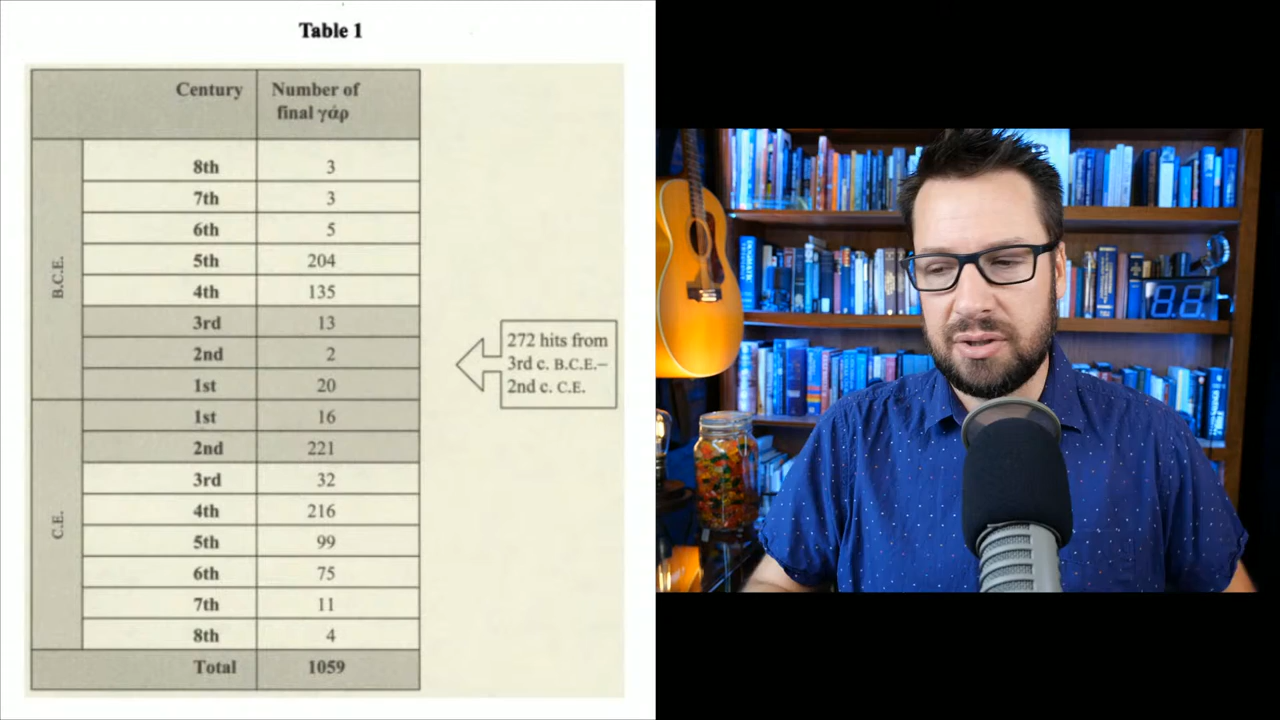 Table 1
Century Number of
final γάρ
B.C.E.
8th 3
7th 3
6th 5
5th 204
4th 135
3rd 13
2nd 2
1st 20
C.E.
1st 16
2nd 221
3rd 32
4th 216
5th 99
6th 75
7th 11
8th 4
Total 1059
272 hits from
3rd c. B.C.E.–
2nd c. C.E.
88